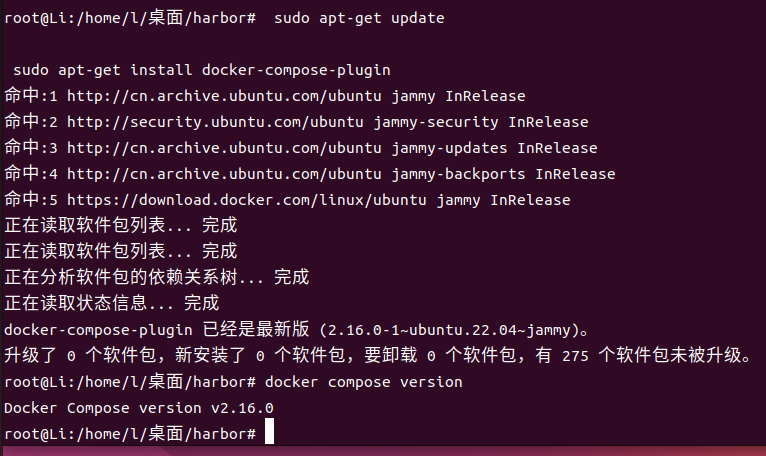 root@Li:/home/l/桌面/harbor#  sudo apt-get update
 sudo apt-get install docker-compose-plugin
命中:1 http://cn.archive.ubuntu.com/ubuntu jammy InRelease
命中:2 http://security.ubuntu.com/ubuntu jammy-security InRelease
命中:3 http://cn.archive.ubuntu.com/ubuntu jammy-updates InRelease
命中:4 http://cn.archive.ubuntu.com/ubuntu jammy-backports InRelease
命中:5 https://download.docker.com/linux/ubuntu jammy InRelease
正在读取软件包列表... 完成
正在读取软件包列表... 完成
正在分析软件包的依赖关系树... 完成
正在读取状态信息... 完成
docker-compose-plugin 已经是最新版 (2.16.0-1~ubuntu.22.04~jammy)。
升级了 0 个软件包，新安装了 0 个软件包，要卸载 0 个软件包，有 275 个软件包未被升级。
root@Li:/home/l/桌面/harbor# docker compose version
Docker Compose version v2.16.0
root@Li:/home/l/桌面/harbor#